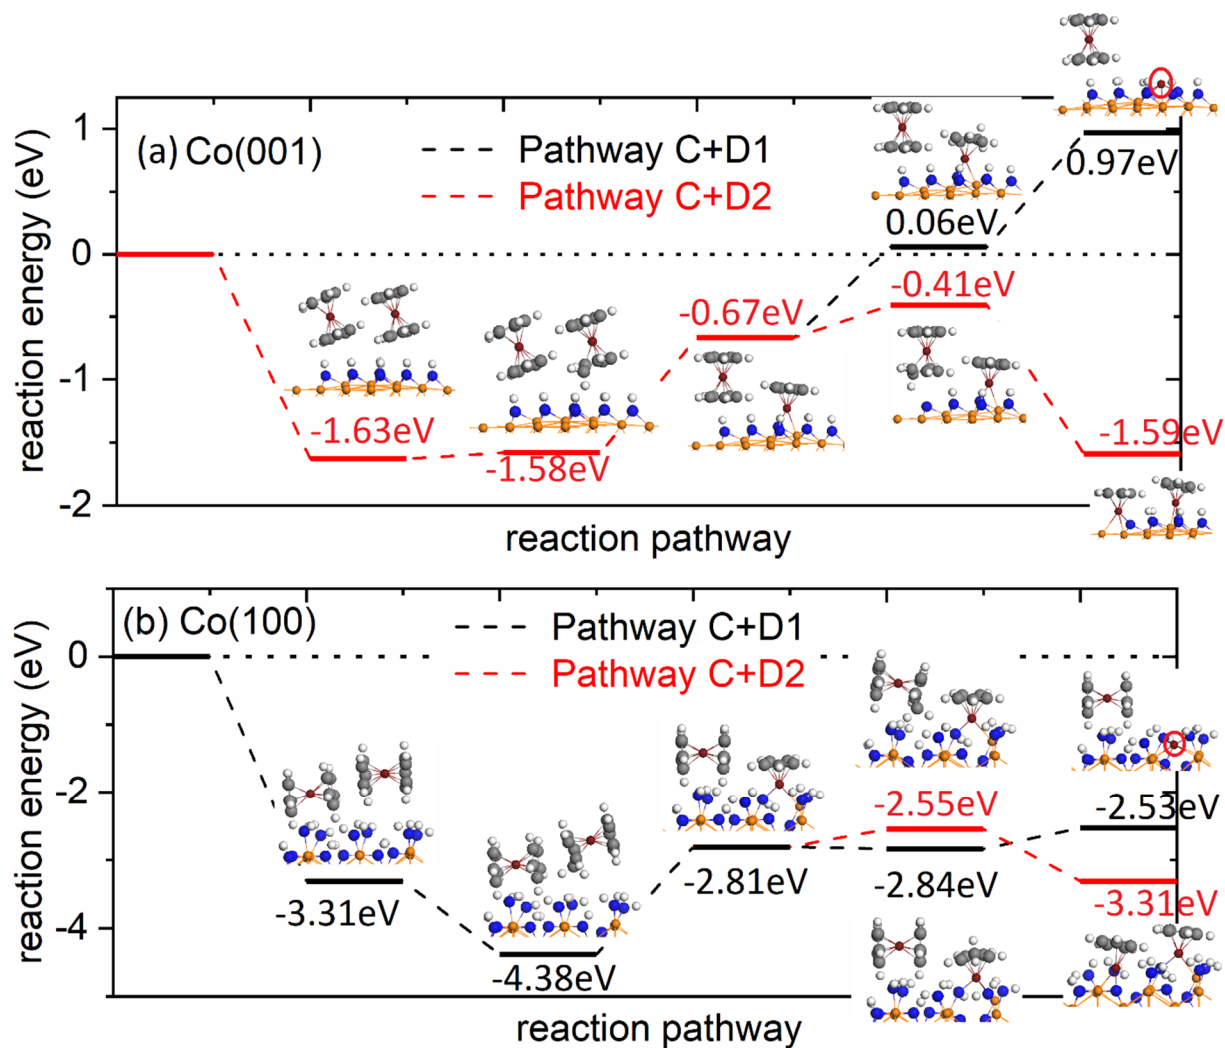 (a) Co(001)
Pathway C+D1
Pathway C+D2
reaction energy (eV)
1
0
-1
-2
-1.63eV
-1.58eV
-0.67eV
0.06eV
0.97eV
-0.41eV
-1.59eV
reaction pathway
(b) Co(100)
Pathway C+D1
Pathway C+D2
reaction energy (eV)
0
-2
-4
-3.31eV
-4.38eV
-2.81eV
-2.55eV
-2.84eV
-2.53eV
-3.31eV
reaction pathway